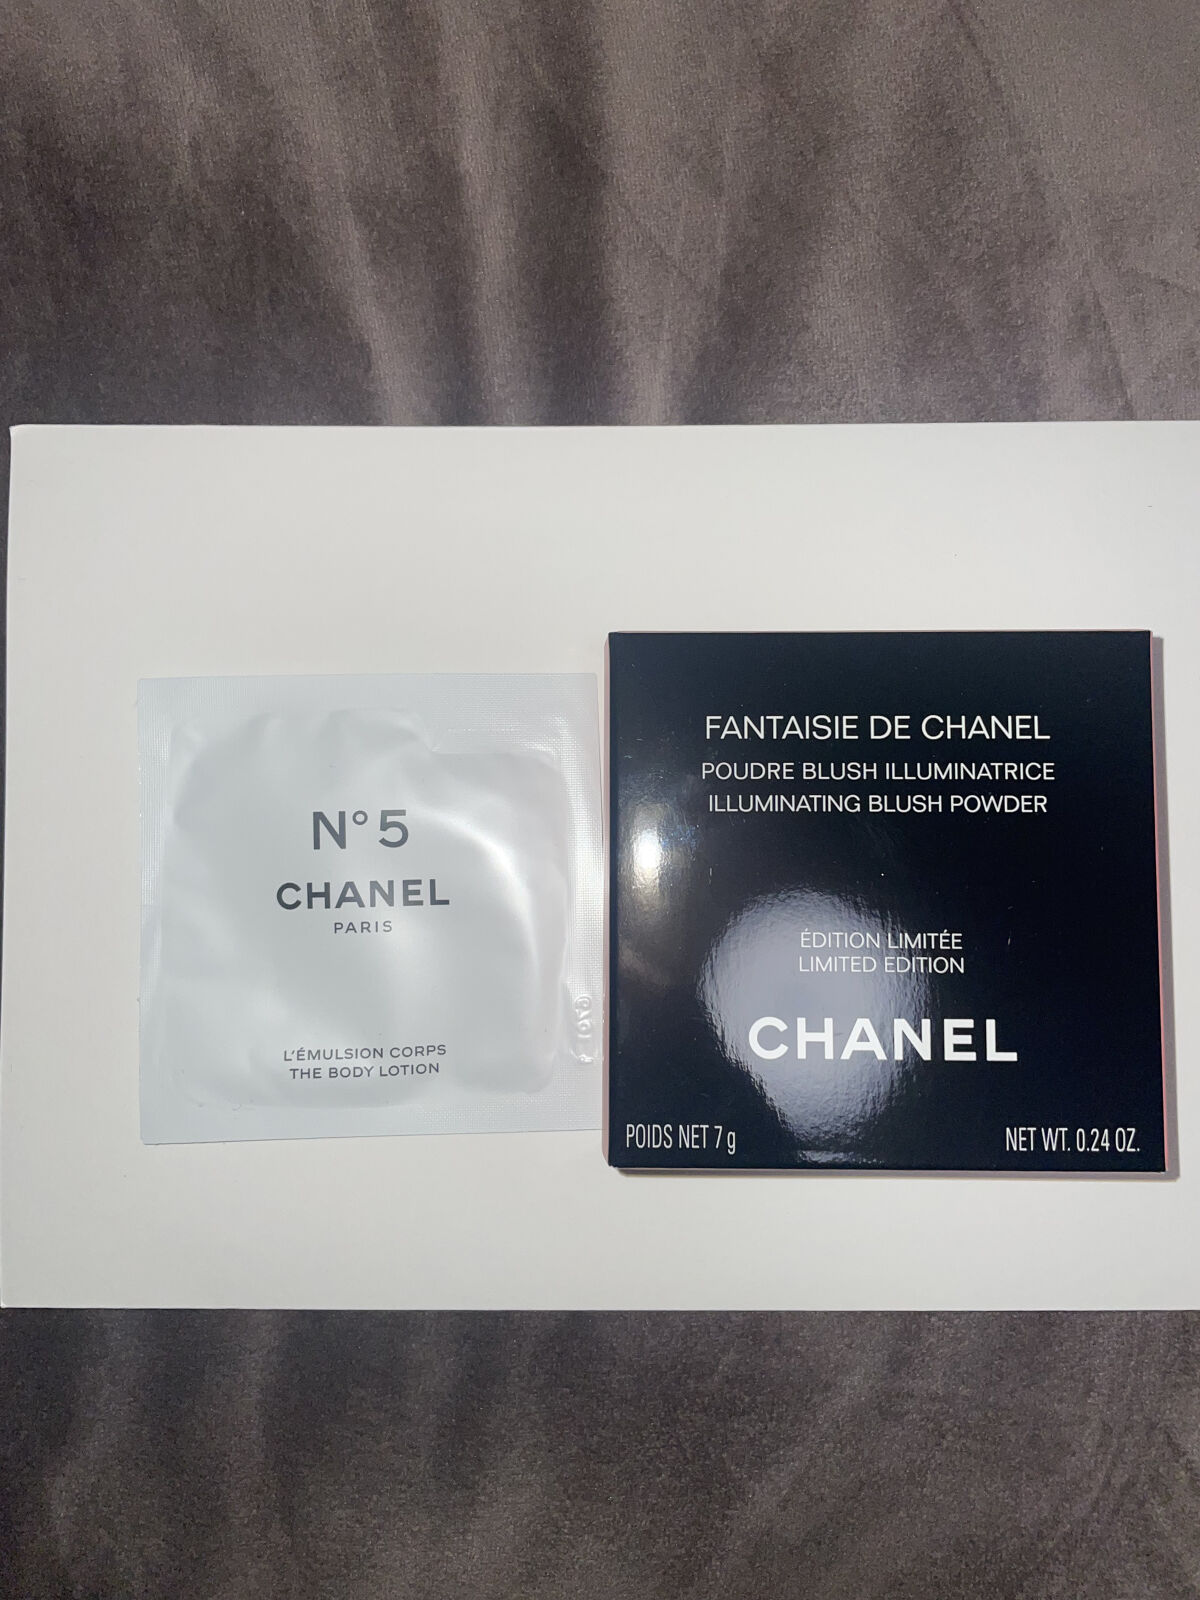 N°5
CHANEL
PARIS
L'ÉMULSION CORPS
THE BODY LOTION
FANTAISIE DE CHANEL
POUDRE BLUSH ILLUMINATRICE
ILLUMINATING BLUSH POWDER
ÉDITION LIMITÉE
LIMITED EDITION
CHANEL
POIDS NET 7 g
NET WT. 0.24 OZ.